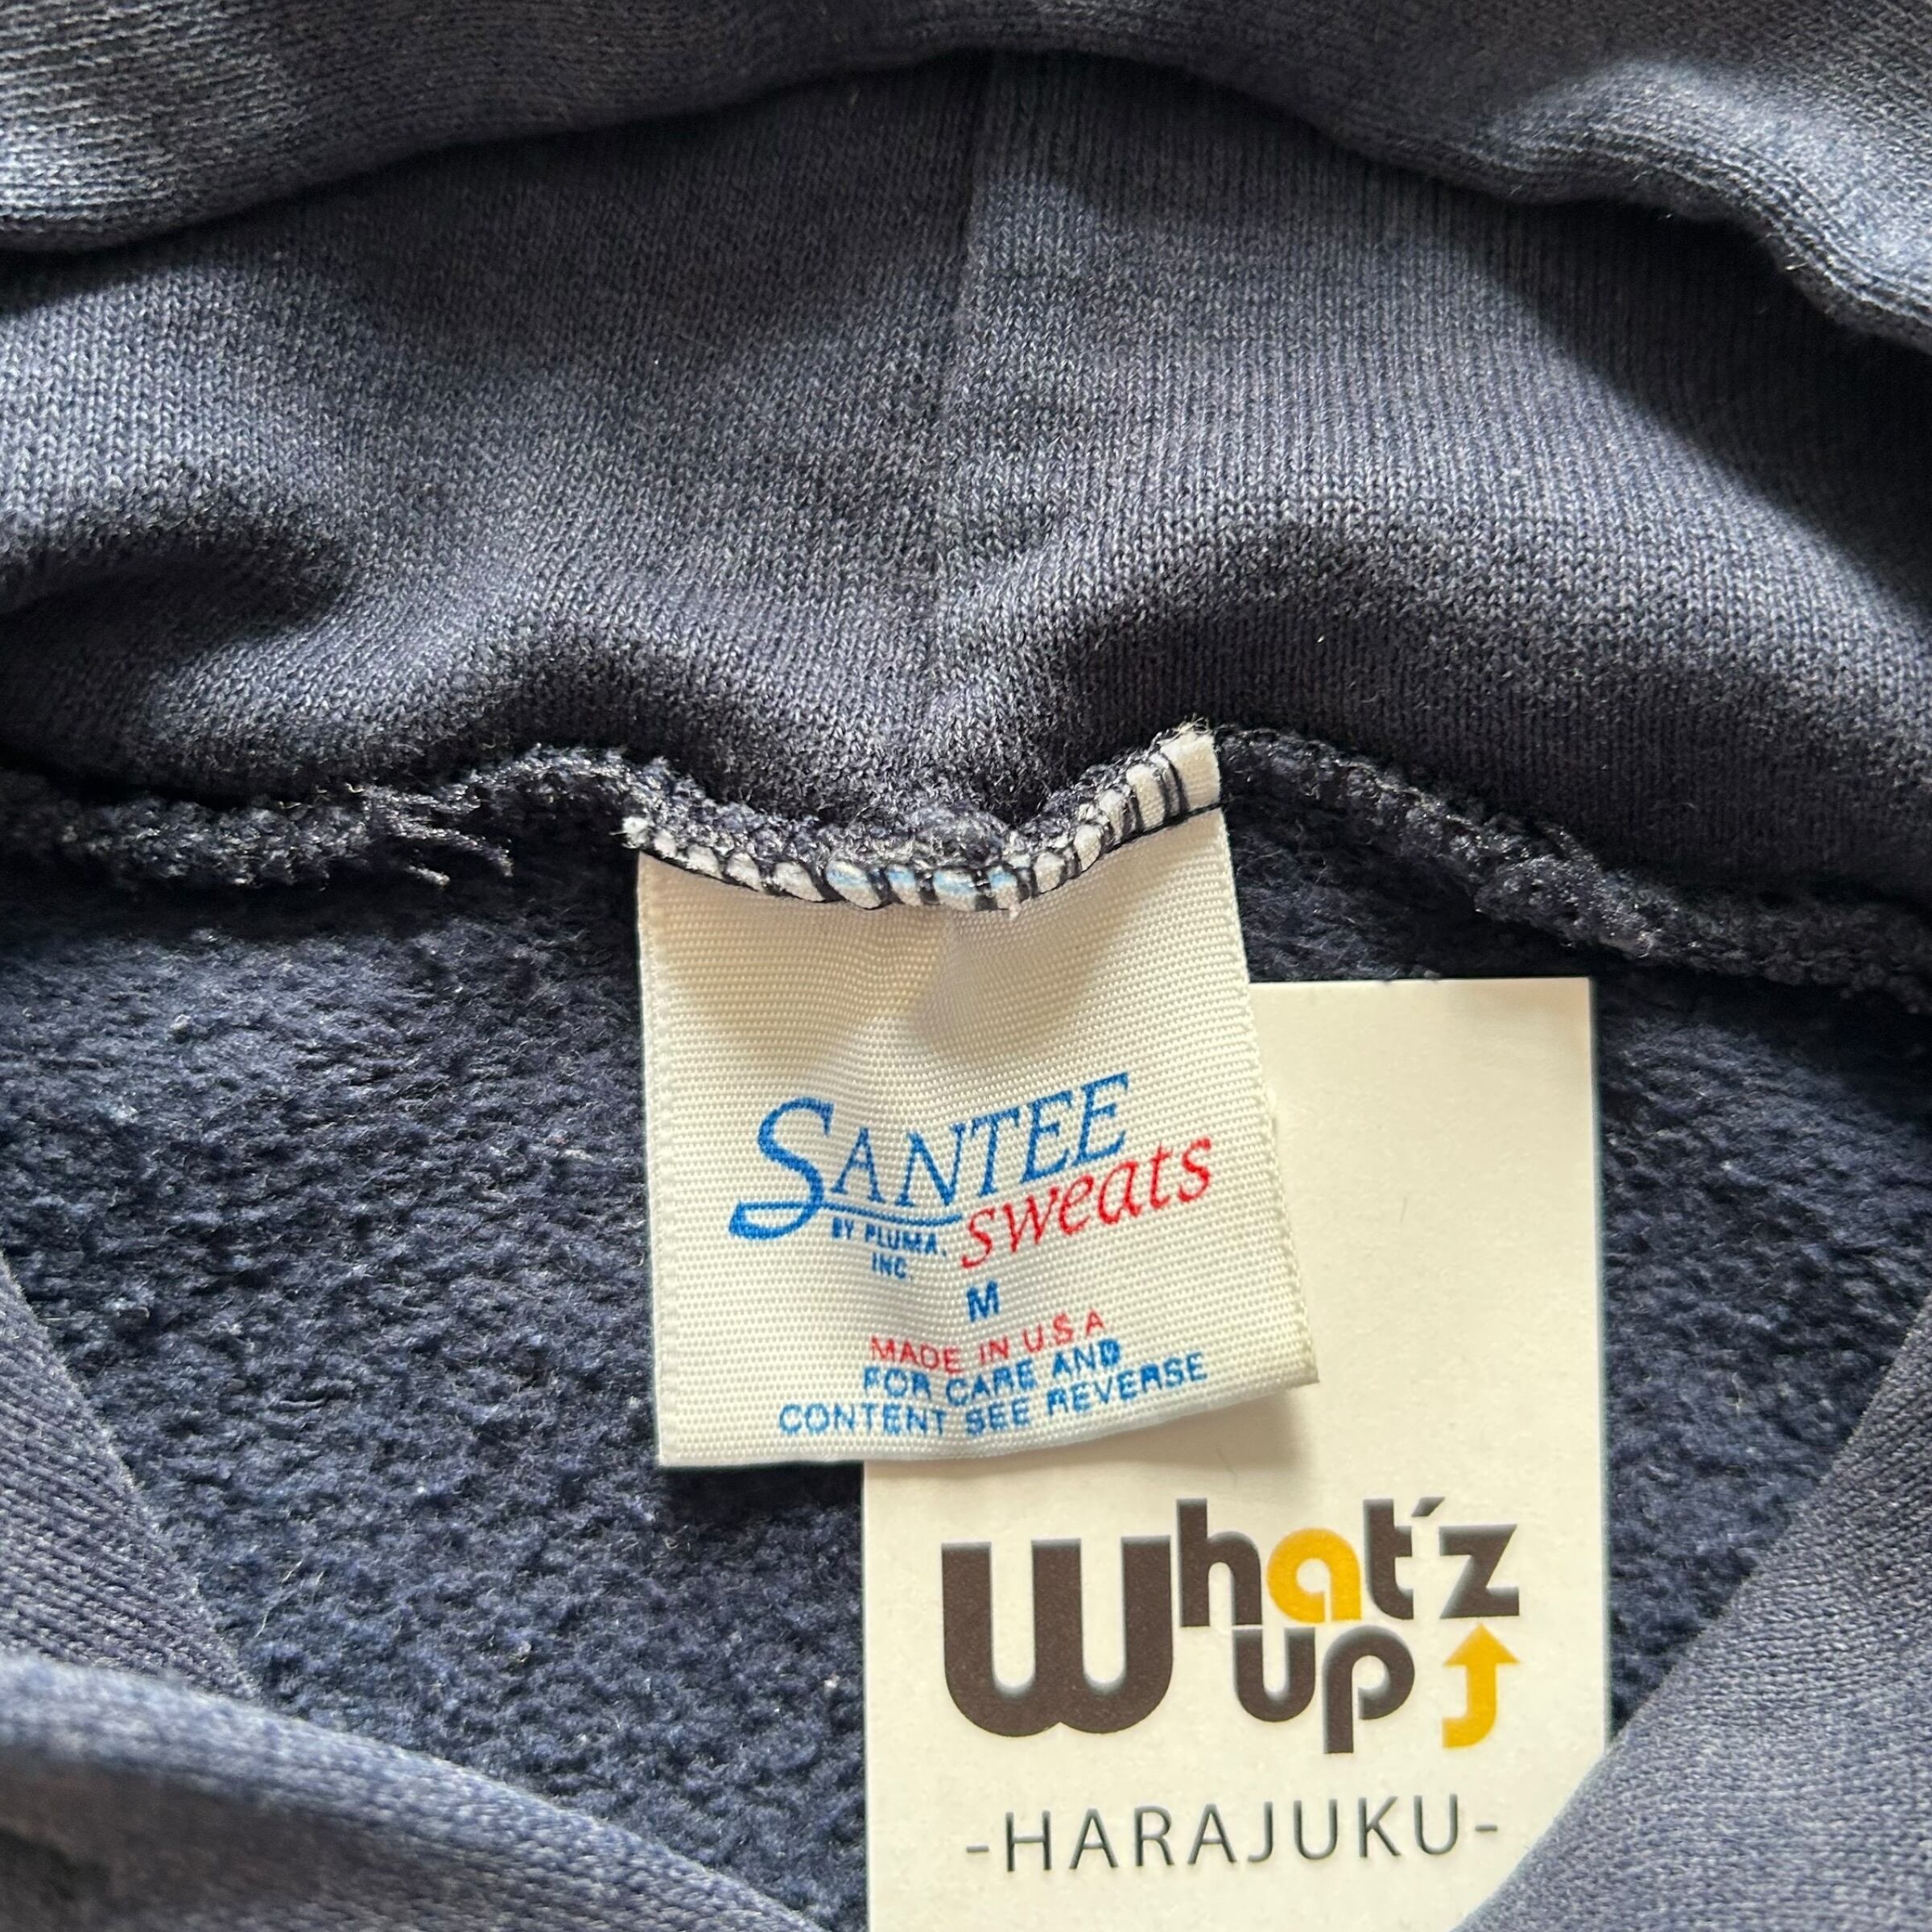 SANTEE
sweats
BY PLUMA.
INC.
M
MADE IN U.S.A
FOR CARE AND
CONTENT SEE REVERSE
What'z
up
-HARAJUKU-